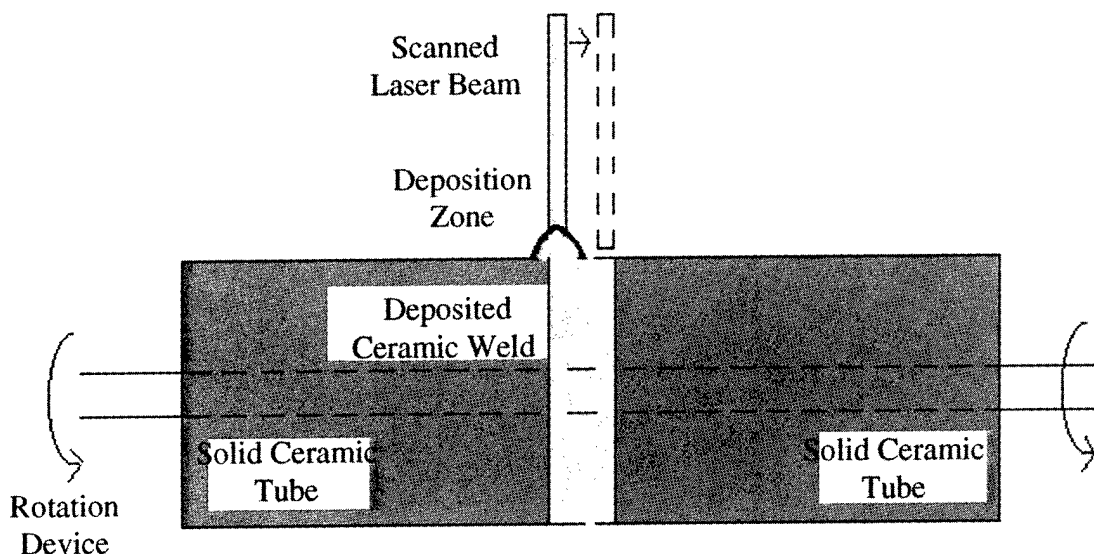 Scanned
Laser Beam
Deposition
Zone
Deposited
Ceramic Weld
Solid Ceramic
Tube
Solid Ceramic
Tube
Rotation
Device